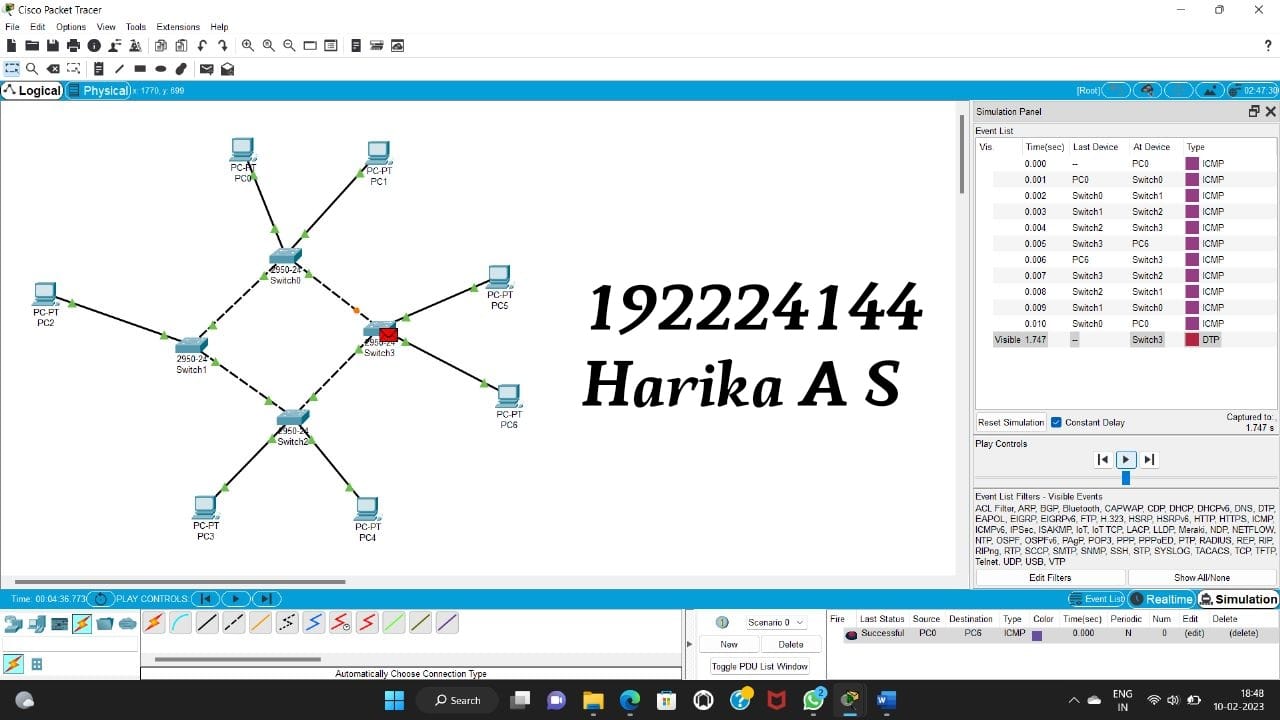 Cisco Packet Tracer
File Edit Options View Tools Extensions Help
?
Logical Physical x: 1770, y: 699 [Root] 02:47:30
PC-PT
PC0
PC-PT
PC1
2950-24
Switch0
PC-PT
PC2
2950-24
Switch1
PC-PT
PC5
2950-24
Switch3
PC-PT
PC6
2950-24
Switch2
PC-PT
PC3
PC-PT
PC4
192224144
Harika A S
Simulation Panel
Event List
Vis. Time(sec) Last Device At Device Type
0.000 -- PC0 ICMP
0.001 PC0 Switch0 ICMP
0.002 Switch0 Switch1 ICMP
0.003 Switch1 Switch2 ICMP
0.004 Switch2 Switch3 ICMP
0.005 Switch3 PC6 ICMP
0.006 PC6 Switch3 ICMP
0.007 Switch3 Switch2 ICMP
0.008 Switch2 Switch1 ICMP
0.009 Switch1 Switch0 ICMP
0.010 Switch0 PC0 ICMP
Visible 1.747 -- Switch3 DTP
Reset Simulation Constant Delay Captured to:
1.747 s
Play Controls
Event List Filters - Visible Events
ACL Filter, ARP, BGP, Bluetooth, CAPWAP, CDP, DHCP, DHCPv6, DNS, DTP,
EAPOL, EIGRP, EIGRPv6, FTP, H.323, HSRP, HSRPv6, HTTP, HTTPS, ICMP,
ICMPv6, IPSec, ISAKMP, IoT, IoT TCP, LACP, LLDP, Meraki, NDP, NETFLOW,
NTP, OSPF, OSPFv6, PAgP, POP3, PPP, PPPoED, PTP, RADIUS, REP, RIP,
RIPng, RTP, SCCP, SMTP, SNMP, SSH, STP, SYSLOG, TACACS, TCP, TFTP,
Telnet, UDP, USB, VTP
Edit Filters Show All/None
Time: 00:04:36.773 PLAY CONTROLS: Event List Realtime Simulation
Automatically Choose Connection Type
Scenario 0
New Delete
Toggle PDU List Window
Fire Last Status Source Destination Type Color Time(sec) Periodic Num Edit Delete
Successful PC0 PC6 ICMP 0.000 N 0 (edit) (delete)
Search
2
ENG
IN
18:48
10-02-2023